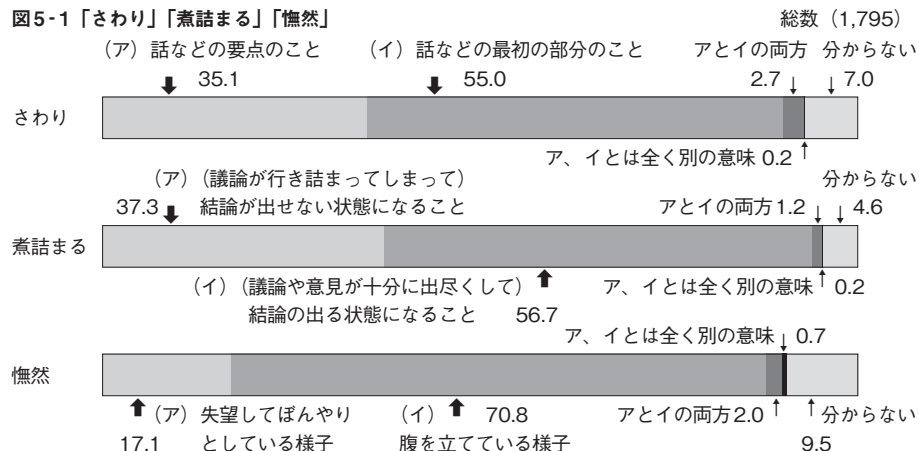 図5-1「さわり」「煮詰まる」「憮然」 総数（1,795）
（ア）話などの要点のこと （イ）話などの最初の部分のこと アとイの両方 分からない
35.1 55.0 2.7 7.0
さわり
ア、イとは全く別の意味 0.2
（ア）（議論が行き詰まってしまって） 分からない
37.3 結論が出せない状態になること アとイの両方1.2 4.6
煮詰まる
（イ）（議論や意見が十分に出尽くして） ア、イとは全く別の意味 0.2
結論の出る状態になること 56.7
ア、イとは全く別の意味 0.7
憮然
（ア）失望してぼんやり （イ） 70.8 アとイの両方2.0 分からない
17.1 としている様子 腹を立てている様子 9.5